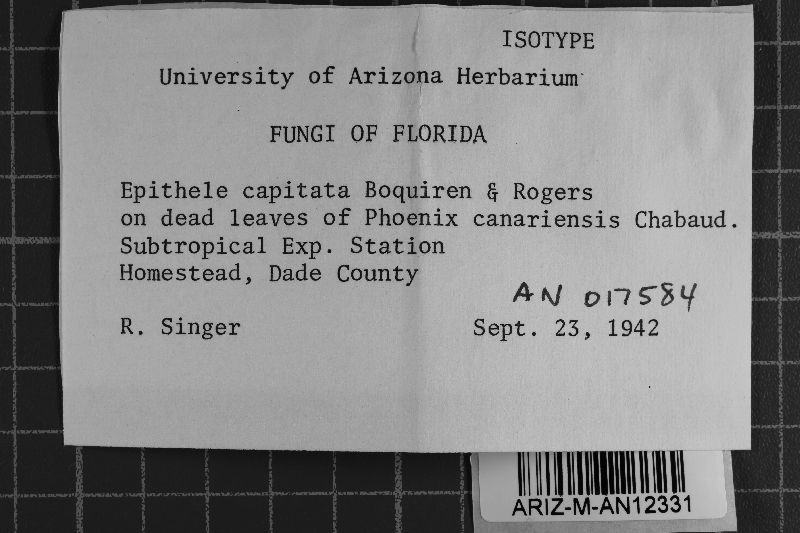 ISOTYPE
University of Arizona Herbarium
FUNGI OF FLORIDA
Epithele capitata Boquiren & Rogers
on dead leaves of Phoenix canariensis Chabaud.
Subtropical Exp. Station
Homestead, Dade County
AN 017584
R. Singer Sept. 23, 1942
ARIZ-M-AN12331